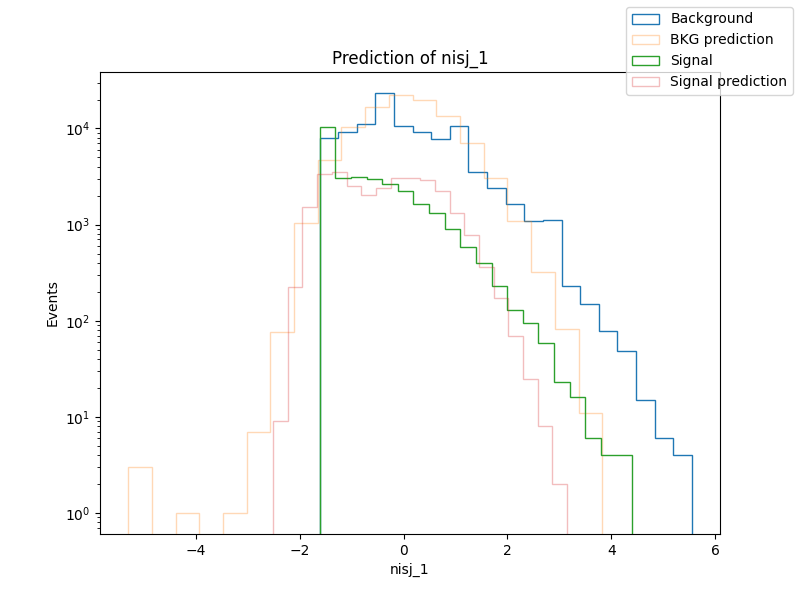 Prediction of nisj_1
Background
BKG prediction
Signal
Signal prediction
Events
10⁴
10³
10²
10¹
10⁰
−4
−2
0
2
4
6
nisj_1